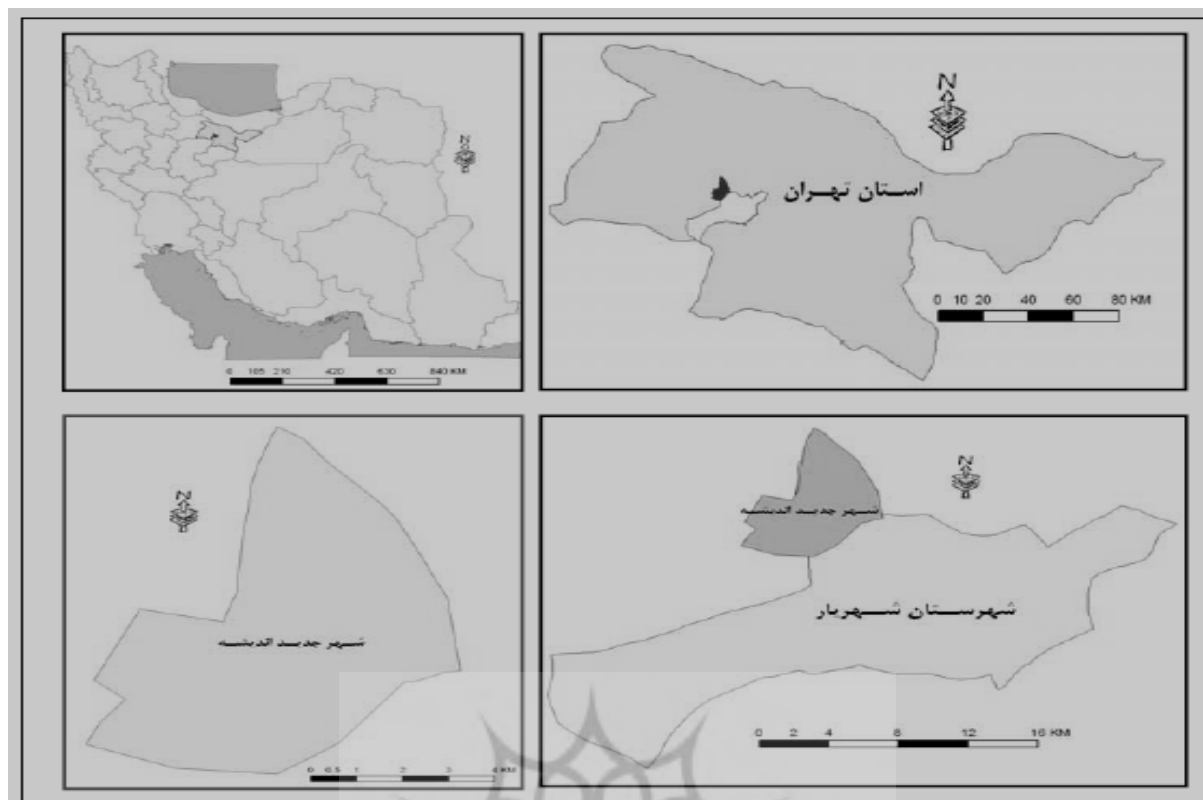 N
0 105 210 420 630 840 KM
N
استان تهران
0 10 20 40 60 80 KM
N
شهر جدید اندیشه
0 0.5 1 2 3 4 KM
N
شهر جدید اندیشه
شهرستان شهریار
0 2 4 8 12 16 KM